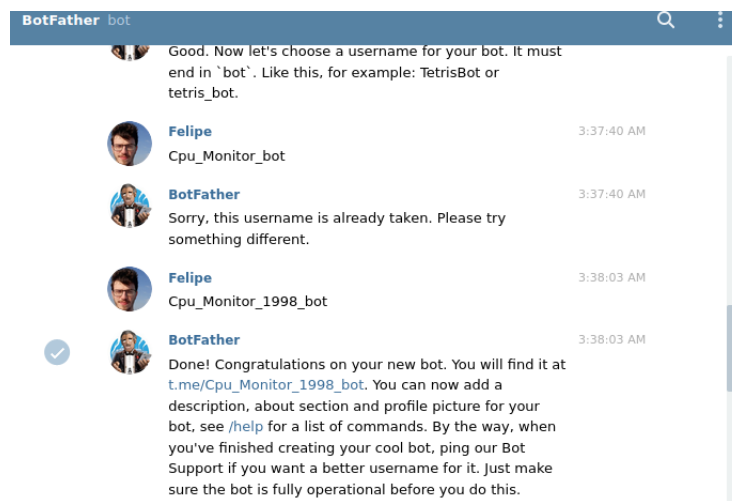 BotFather bot
Good. Now let's choose a username for your bot. It must
end in `bot`. Like this, for example: TetrisBot or
tetris_bot.
Felipe 3:37:40 AM
Cpu_Monitor_bot
BotFather 3:37:40 AM
Sorry, this username is already taken. Please try
something different.
Felipe 3:38:03 AM
Cpu_Monitor_1998_bot
BotFather 3:38:03 AM
Done! Congratulations on your new bot. You will find it at
t.me/Cpu_Monitor_1998_bot. You can now add a
description, about section and profile picture for your
bot, see /help for a list of commands. By the way, when
you've finished creating your cool bot, ping our Bot
Support if you want a better username for it. Just make
sure the bot is fully operational before you do this.